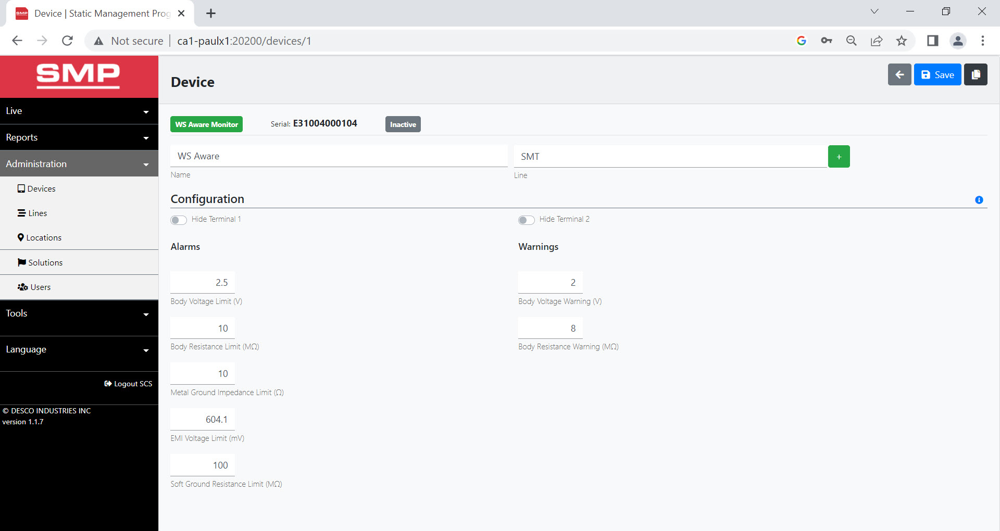 SMP
Device | Static Management Prog
Not secure
ca1-paulx1:20200/devices/1
SMP
Device
Save
Live
Reports
Administration
Devices
Lines
Locations
Solutions
Users
Tools
Language
Logout SCS
© DESCO INDUSTRIES INC
version 1.1.7
WS Aware Monitor
Serial: E31004000104
Inactive
WS Aware
Name
SMT
+
Line
Configuration
Hide Terminal 1
Hide Terminal 2
Alarms
Warnings
2.5
Body Voltage Limit (V)
2
Body Voltage Warning (V)
10
Body Resistance Limit (MΩ)
8
Body Resistance Warning (MΩ)
10
Metal Ground Impedance Limit (Ω)
604.1
EMI Voltage Limit (mV)
100
Soft Ground Resistance Limit (MΩ)